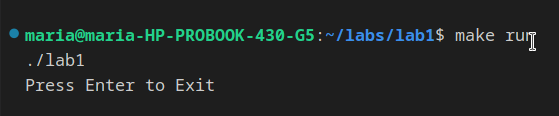 maria@maria-HP-PROBOOK-430-G5:~/labs/lab1$ make run
./lab1
Press Enter to Exit